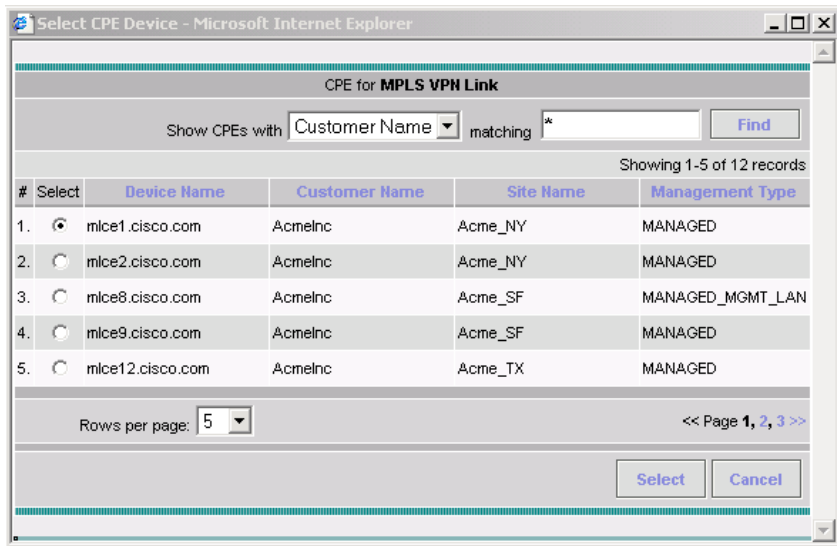 Select CPE Device - Microsoft Internet Explorer
CPE for MPLS VPN Link
Show CPEs with Customer Name matching * Find
Showing 1-5 of 12 records
# Select Device Name Customer Name Site Name Management Type
1. mlce1.cisco.com AcmeInc Acme_NY MANAGED
2. mlce2.cisco.com AcmeInc Acme_NY MANAGED
3. mlce8.cisco.com AcmeInc Acme_SF MANAGED_MGMT_LAN
4. mlce9.cisco.com AcmeInc Acme_SF MANAGED
5. mlce12.cisco.com AcmeInc Acme_TX MANAGED
Rows per page: 5 << Page 1, 2, 3 >>
Select Cancel